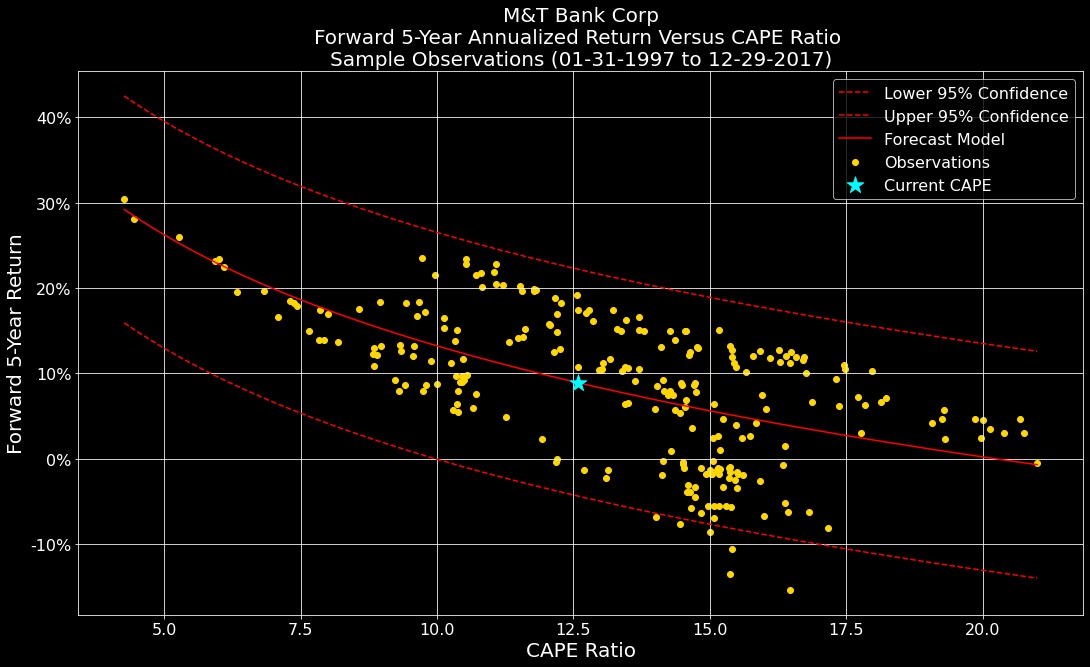 M&T Bank Corp
Forward 5-Year Annualized Return Versus CAPE Ratio
Sample Observations (01-31-1997 to 12-29-2017)
Lower 95% Confidence
Upper 95% Confidence
Forecast Model
Observations
Current CAPE
Forward 5-Year Return
40%
30%
20%
10%
0%
-10%
5.0 7.5 10.0 12.5 15.0 17.5 20.0
CAPE Ratio